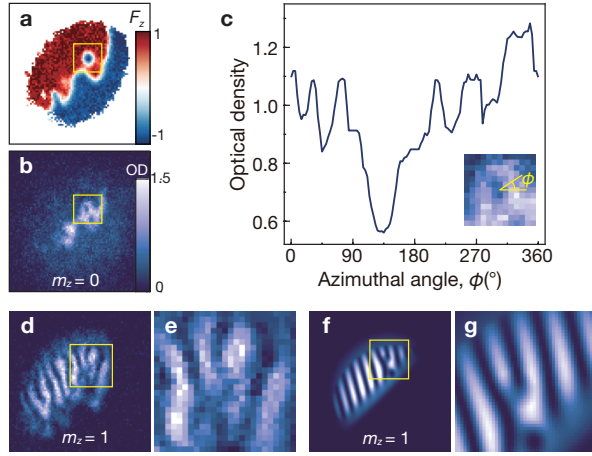 a
F_z
1
-1
b
OD
1.5
0
m_z = 0
c
Optical density
1.2
1.0
0.8
0.6
ϕ
0 90 180 270 360
Azimuthal angle, ϕ(°)
d
m_z = 1
e
f
m_z = 1
g